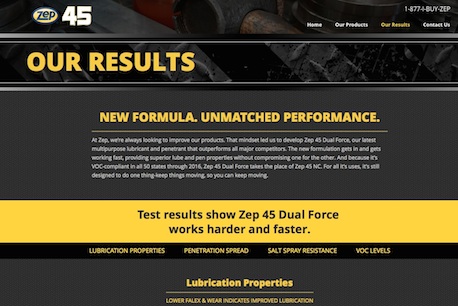 zep 45
1-877-I-BUY-ZEP
Home Our Products Our Results Contact Us
OUR RESULTS
NEW FORMULA. UNMATCHED PERFORMANCE.
At Zep, we're always looking to improve our products. That mindset led us to develop Zep 45 Dual Force, our latest
multipurpose lubricant and penetrant that outperforms all major competitors. The new formulation gets in and gets
working fast, providing superior lube and pen properties without compromising one for the other. And because it's
VOC-compliant in all 50 states through 2016, Zep 45 Dual Force takes the place of Zep 45 NC. For all it's uses, it's still
designed to do one thing-keep things moving, so you can keep moving.
Test results show Zep 45 Dual Force
works harder and faster.
LUBRICATION PROPERTIES PENETRATION SPREAD SALT SPRAY RESISTANCE VOC LEVELS
Lubrication Properties
LOWER FALEX & WEAR INDICATES IMPROVED LUBRICATION